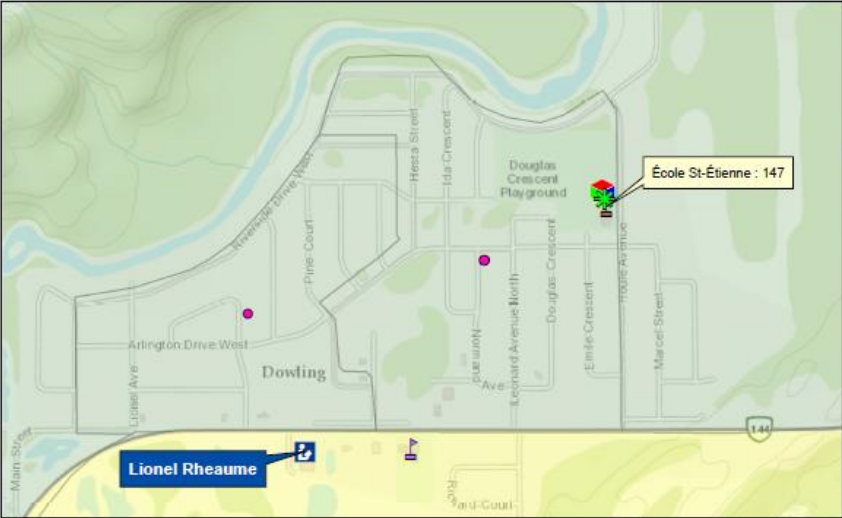 Hesta Street
Ida Crescent
Douglas
Crescent
Playground
École St-Étienne : 147
Riverside Drive West
Pine Court
Houle Avenue
Douglas Crescent
Leonard Avenue North
Normand
Emile Crescent
Marcel Street
Arlington Drive West
Lionel Ave
Dowling
Ave
144
Main Street
Lionel Rheaume
Court